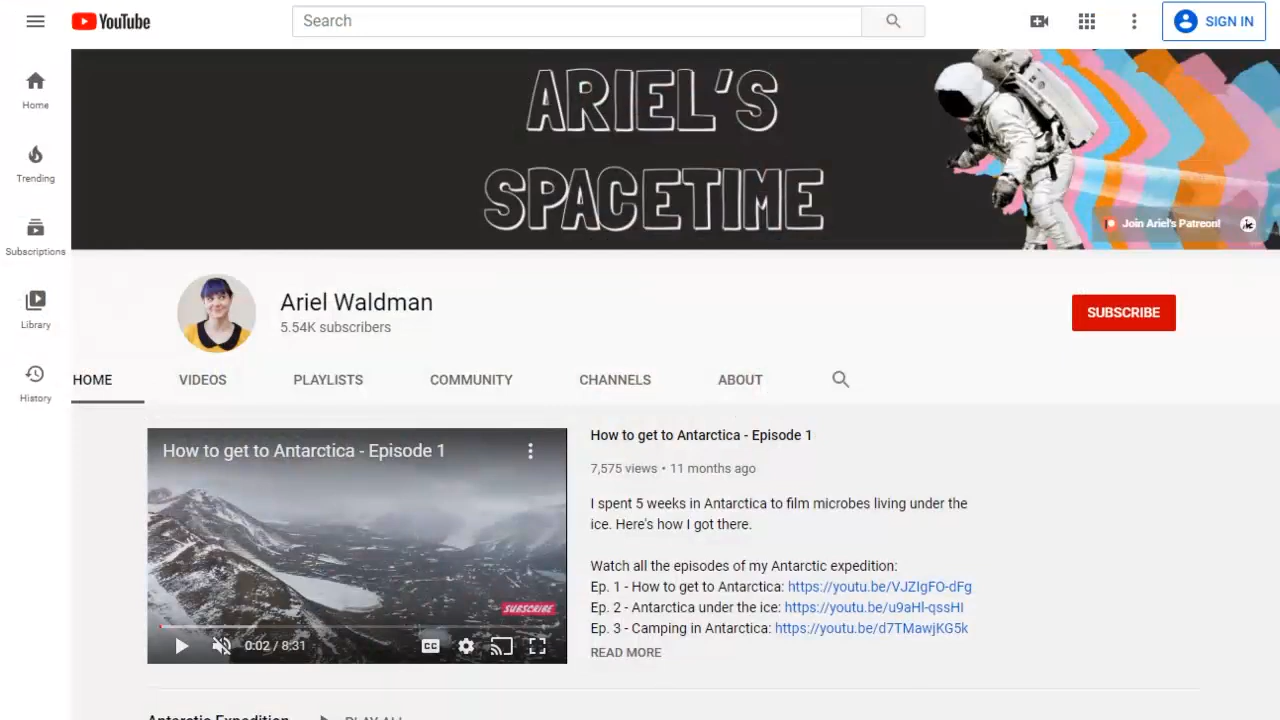 YouTube
Search
SIGN IN
Home
Trending
Subscriptions
Library
History
ARIEL'S
SPACETIME
Join Ariel's Patreon!
Ariel Waldman
5.54K subscribers
SUBSCRIBE
HOME VIDEOS PLAYLISTS COMMUNITY CHANNELS ABOUT
How to get to Antarctica - Episode 1
SUBSCRIBE
0:02 / 8:31
CC
How to get to Antarctica - Episode 1
7,575 views • 11 months ago
I spent 5 weeks in Antarctica to film microbes living under the
ice. Here's how I got there.
Watch all the episodes of my Antarctic expedition:
Ep. 1 - How to get to Antarctica: https://youtu.be/VJZIgFO-dFg
Ep. 2 - Antarctica under the ice: https://youtu.be/u9aHl-qssHI
Ep. 3 - Camping in Antarctica: https://youtu.be/d7TMawjKG5k
READ MORE
Antarctic Expedition PLAY ALL